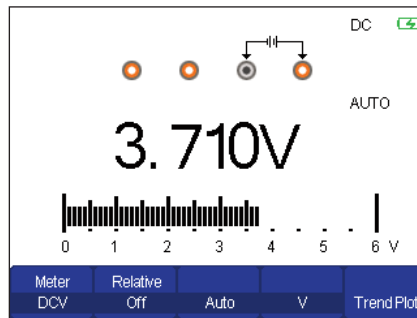 DC
AUTO
3.710V
0 1 2 3 4 5 6 V
Meter Relative
DCV Off Auto V Trend Plot